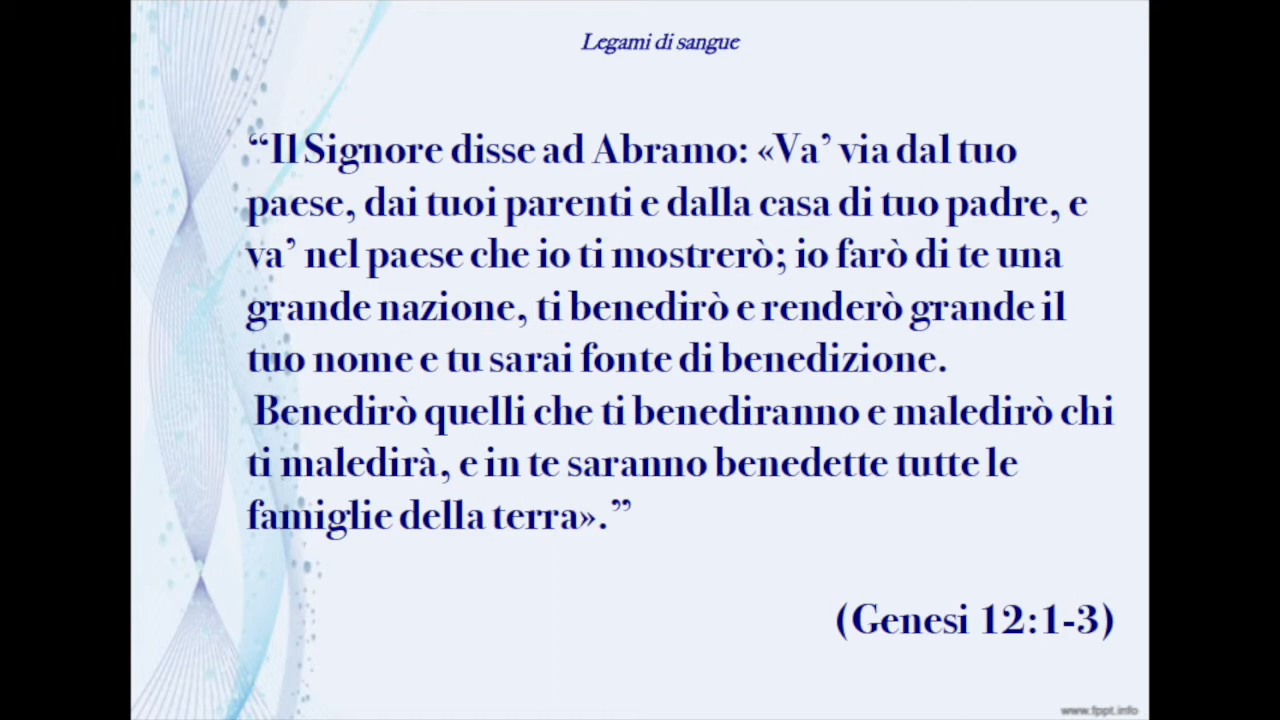 Legami di sangue
“Il Signore disse ad Abramo: «Va’ via dal tuo
paese, dai tuoi parenti e dalla casa di tuo padre, e
va’ nel paese che io ti mostrerò; io farò di te una
grande nazione, ti benedirò e renderò grande il
tuo nome e tu sarai fonte di benedizione.
Benedirò quelli che ti benediranno e maledirò chi
ti maledirà, e in te saranno benedette tutte le
famiglie della terra».”
(Genesi 12:1-3)
www.fppt.info